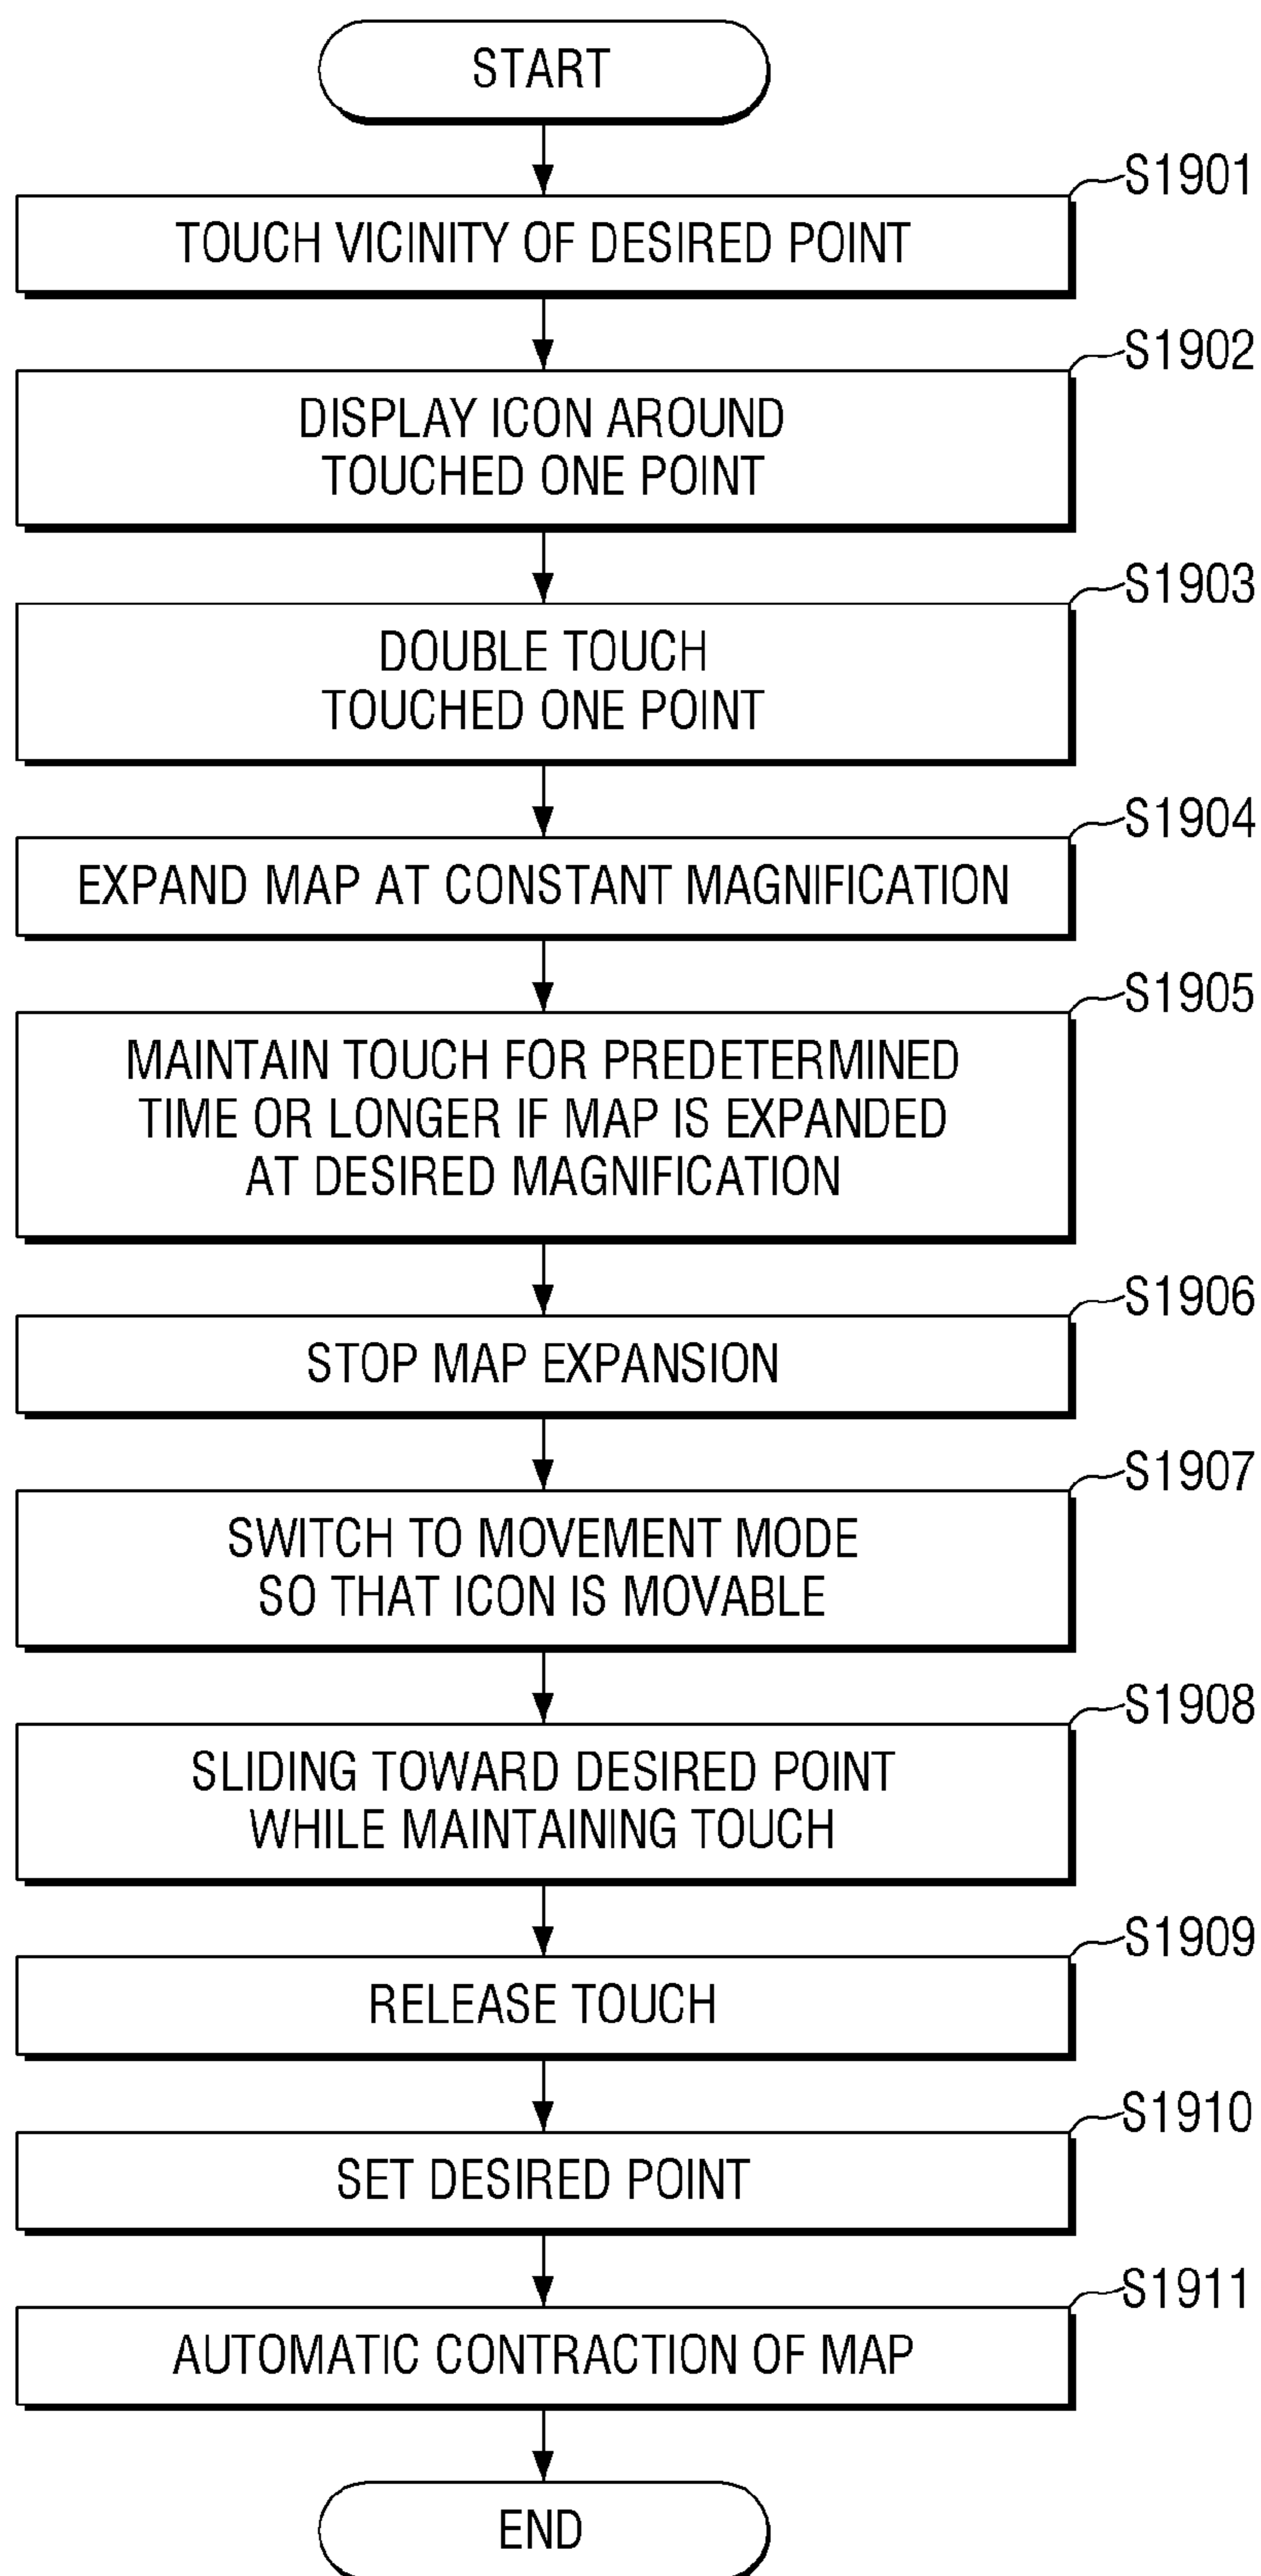 START
S1901
TOUCH VICINITY OF DESIRED POINT
S1902
DISPLAY ICON AROUND
TOUCHED ONE POINT
S1903
DOUBLE TOUCH
TOUCHED ONE POINT
S1904
EXPAND MAP AT CONSTANT MAGNIFICATION
S1905
MAINTAIN TOUCH FOR PREDETERMINED
TIME OR LONGER IF MAP IS EXPANDED
AT DESIRED MAGNIFICATION
S1906
STOP MAP EXPANSION
S1907
SWITCH TO MOVEMENT MODE
SO THAT ICON IS MOVABLE
S1908
SLIDING TOWARD DESIRED POINT
WHILE MAINTAINING TOUCH
S1909
RELEASE TOUCH
S1910
SET DESIRED POINT
S1911
AUTOMATIC CONTRACTION OF MAP
END